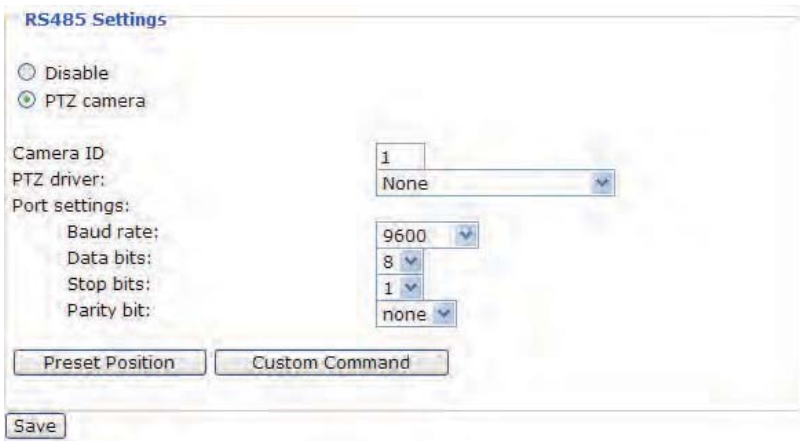 RS485 Settings
Disable
PTZ camera
Camera ID 1
PTZ driver: None
Port settings:
Baud rate: 9600
Data bits: 8
Stop bits: 1
Parity bit: none
Preset Position Custom Command
Save